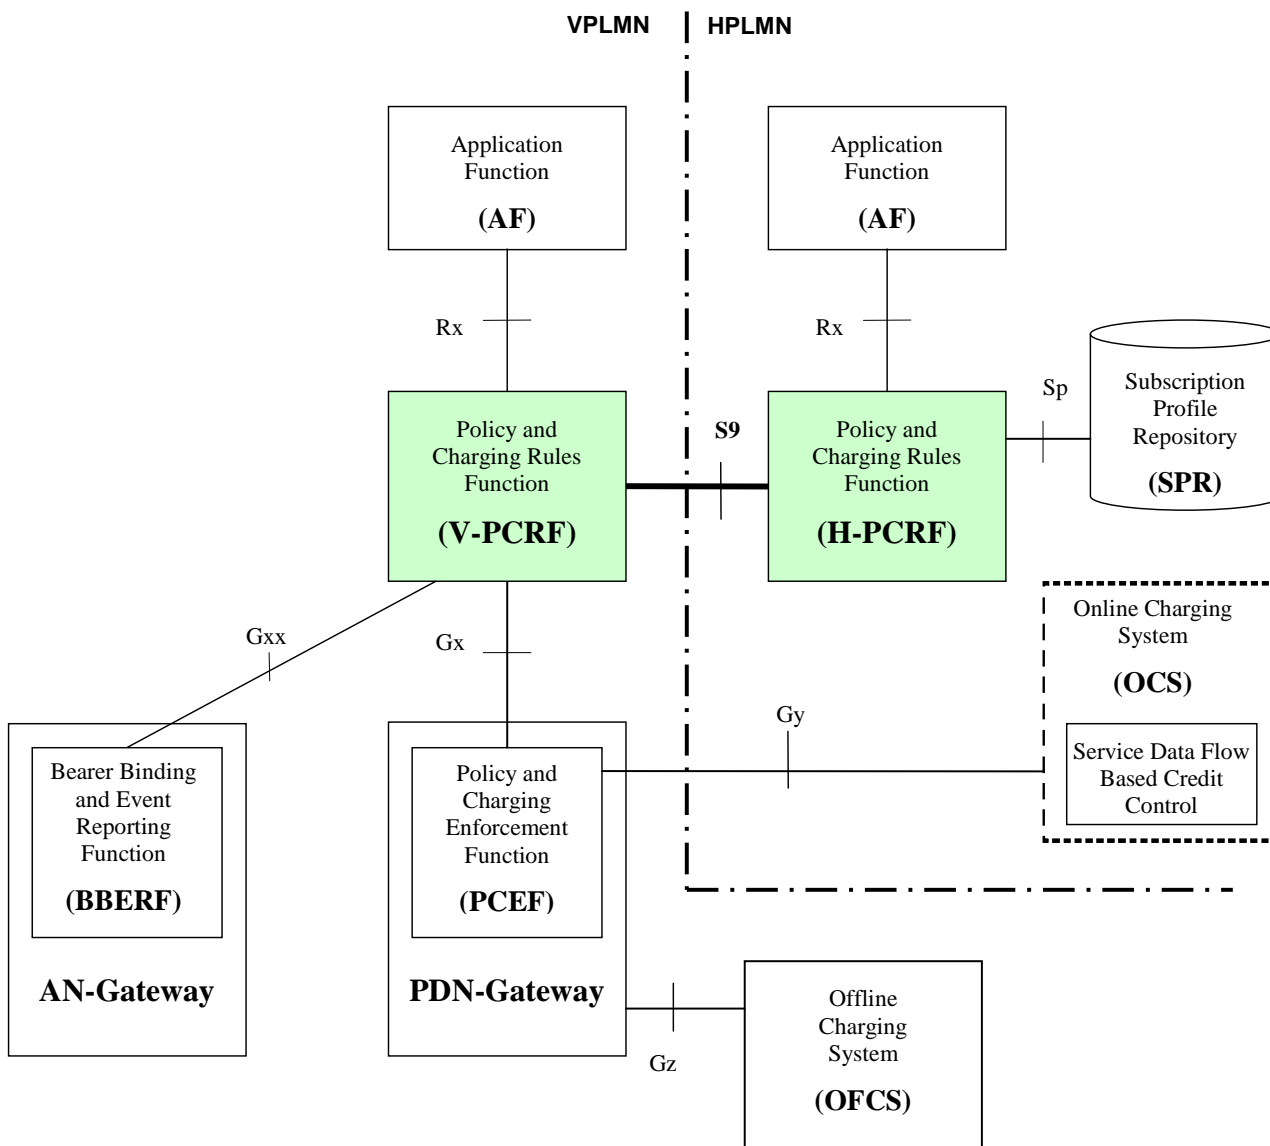 VPLMN
HPLMN
Application
Function
(AF)
Application
Function
(AF)
Rx
Rx
Sp
Subscription
Profile
Repository
(SPR)
Policy and
Charging Rules
Function
(V-PCRF)
S9
Policy and
Charging Rules
Function
(H-PCRF)
Gxx
Gx
Online Charging
System
(OCS)
Gy
Service Data Flow
Based Credit
Control
Bearer Binding
and Event
Reporting
Function
(BBERF)
AN-Gateway
Policy and
Charging
Enforcement
Function
(PCEF)
PDN-Gateway
Gz
Offline
Charging
System
(OFCS)